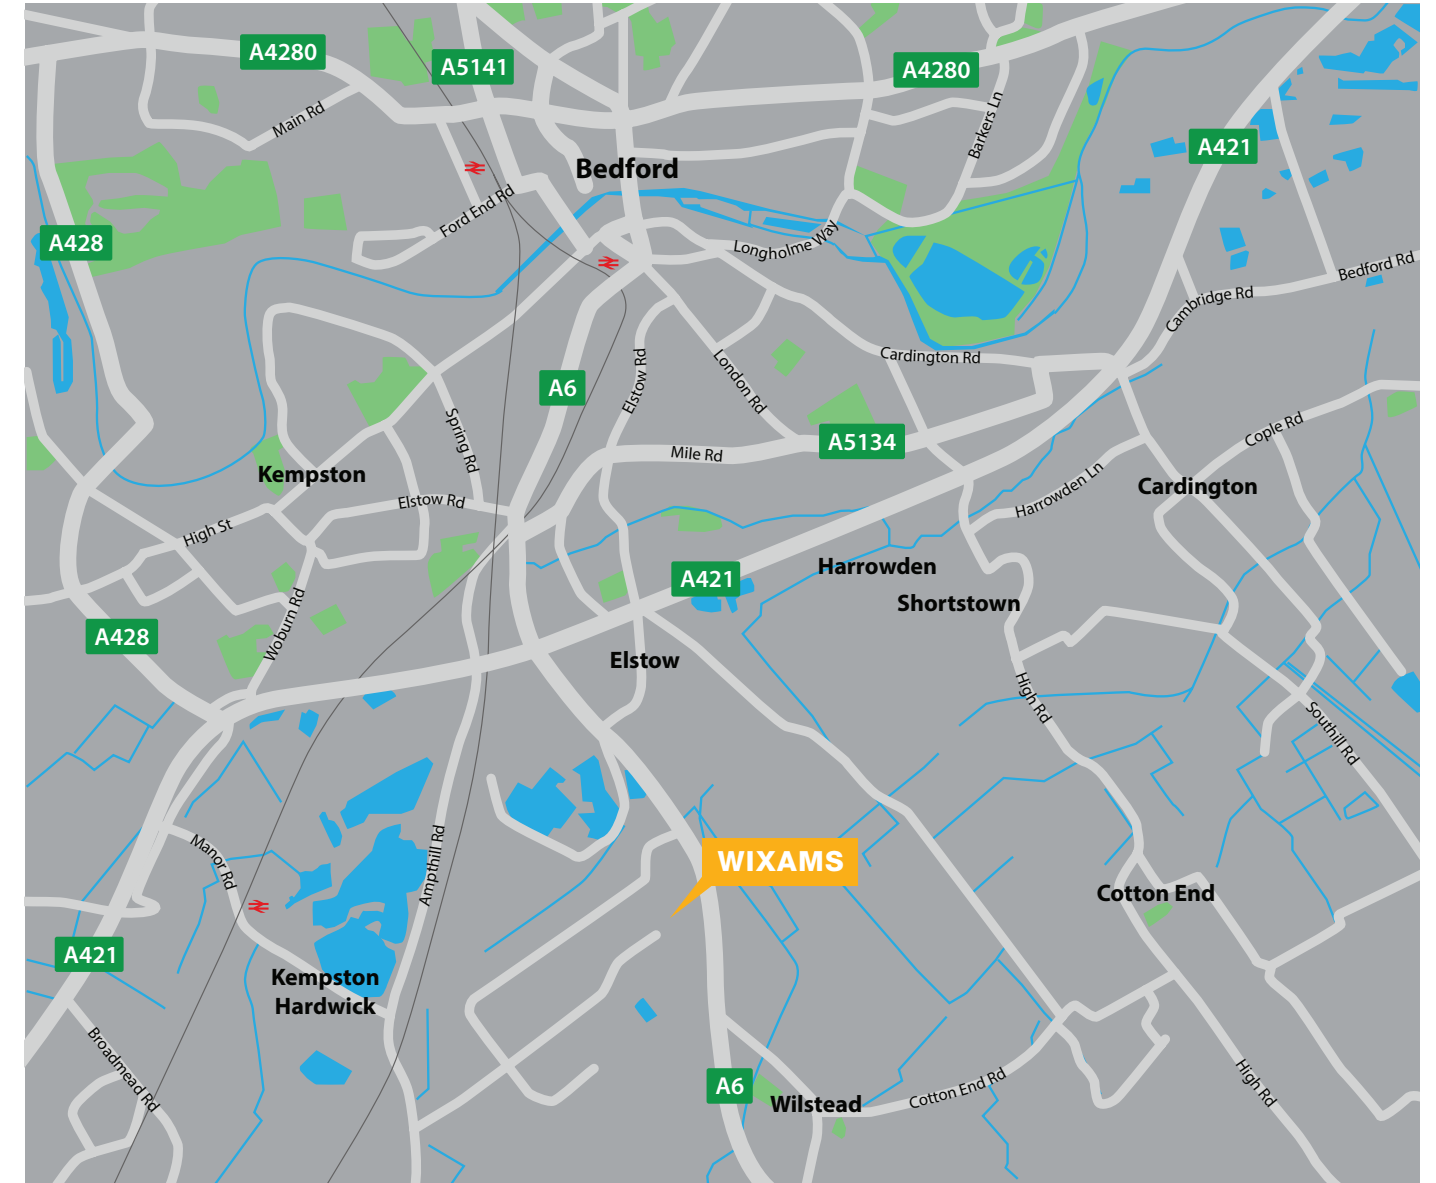 A4280
A5141
A4280
Main Rd
Barkers Ln
A421
Bedford
Ford End Rd
A428
Longholme Way
Bedford Rd
Cambridge Rd
Cardington Rd
Elstow Rd
London Rd
A6
Spring Rd
A5134
Mile Rd
Cople Rd
Kempston
Harrowden Ln
Cardington
Elstow Rd
High St
Harrowden
A421
Shortstown
Woburn Rd
A428
Elstow
High Rd
Southill Rd
Manor Rd
Ampthill Rd
WIXAMS
Cotton End
A421
Kempston
Hardwick
Broadmead Rd
A6
Wilstead
Cotton End Rd
High Rd